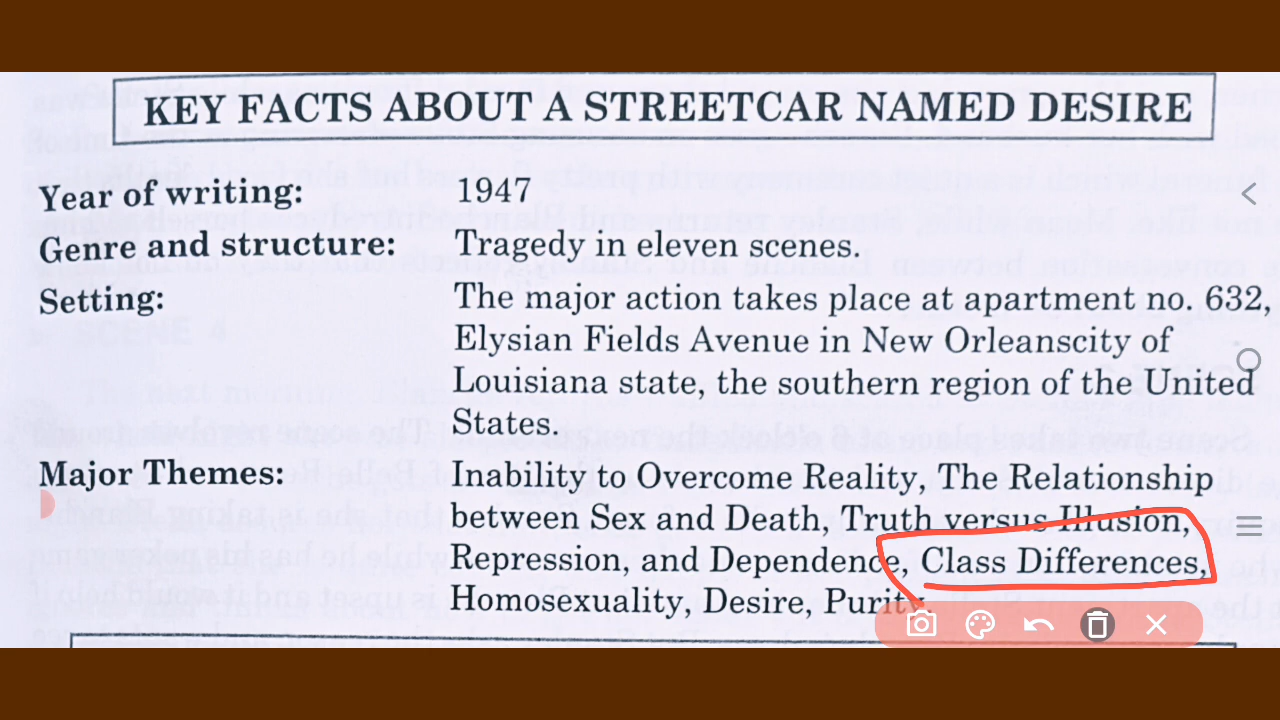 KEY FACTS ABOUT A STREETCAR NAMED DESIRE
Year of writing: 1947
Genre and structure: Tragedy in eleven scenes.
Setting: The major action takes place at apartment no. 632,
Elysian Fields Avenue in New Orleanscity of
Louisiana state, the southern region of the United
States.
Major Themes: Inability to Overcome Reality, The Relationship
between Sex and Death, Truth versus Illusion,
Repression, and Dependence, Class Differences,
Homosexuality, Desire, Purity